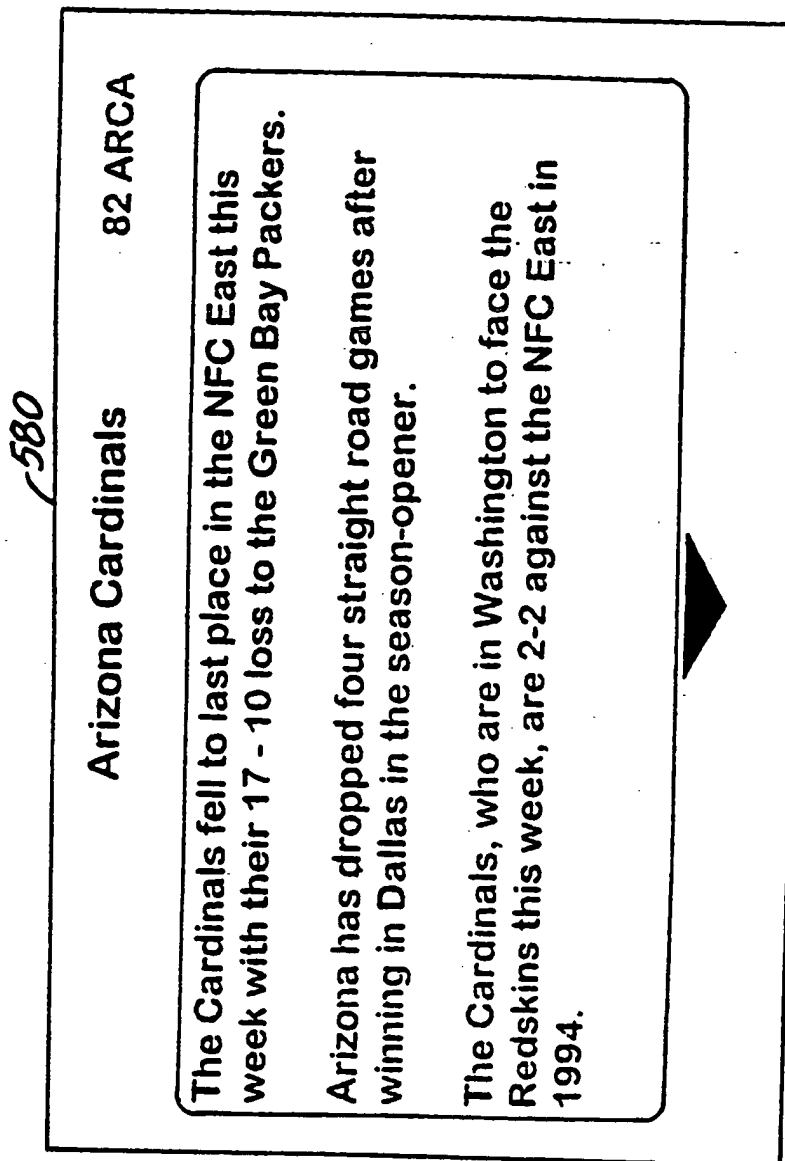 580
Arizona Cardinals 82 ARCA
The Cardinals fell to last place in the NFC East this
week with their 17 - 10 loss to the Green Bay Packers.
Arizona has dropped four straight road games after
winning in Dallas in the season-opener.
The Cardinals, who are in Washington to face the
Redskins this week, are 2-2 against the NFC East in
1994.